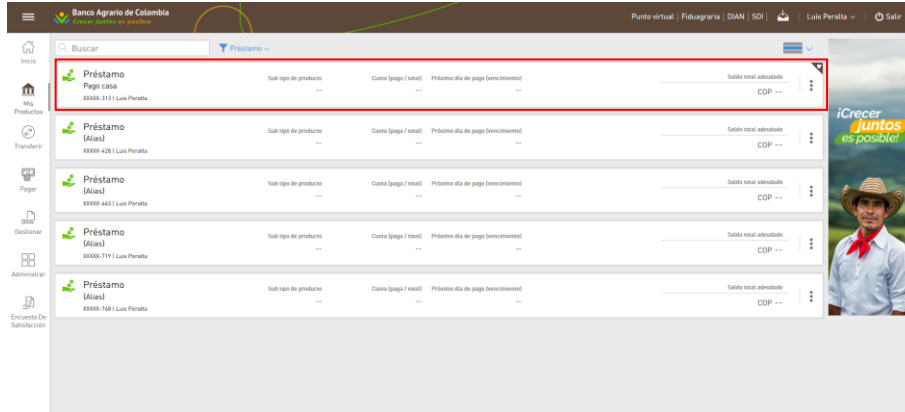 Banco Agrario de Colombia
Crecer juntos es posible
Punto virtual | Fiduagraria | DIAN | SOI | Luis Peralta Salir
Inicio
Mis Productos
Transferir
Pagar
Gestionar
Administrar
Encuesta De Satisfacción
Buscar
Préstamo
Préstamo
Pago casa
XXXXX-313 | Luis Peralta
Sub tipo de producto
--
Cuota (paga / total)
--
Próximo día de pago (vencimiento)
--
Saldo total adeudado
COP --
Préstamo
(Alias)
XXXXX-428 | Luis Peralta
Sub tipo de producto
--
Cuota (paga / total)
--
Próximo día de pago (vencimiento)
--
Saldo total adeudado
COP --
Préstamo
(Alias)
XXXXX-663 | Luis Peralta
Sub tipo de producto
--
Cuota (paga / total)
--
Próximo día de pago (vencimiento)
--
Saldo total adeudado
COP --
Préstamo
(Alias)
XXXXX-719 | Luis Peralta
Sub tipo de producto
--
Cuota (paga / total)
--
Próximo día de pago (vencimiento)
--
Saldo total adeudado
COP --
Préstamo
(Alias)
XXXXX-768 | Luis Peralta
Sub tipo de producto
--
Cuota (paga / total)
--
Próximo día de pago (vencimiento)
--
Saldo total adeudado
COP --
¡Crecer
juntos
es posible!